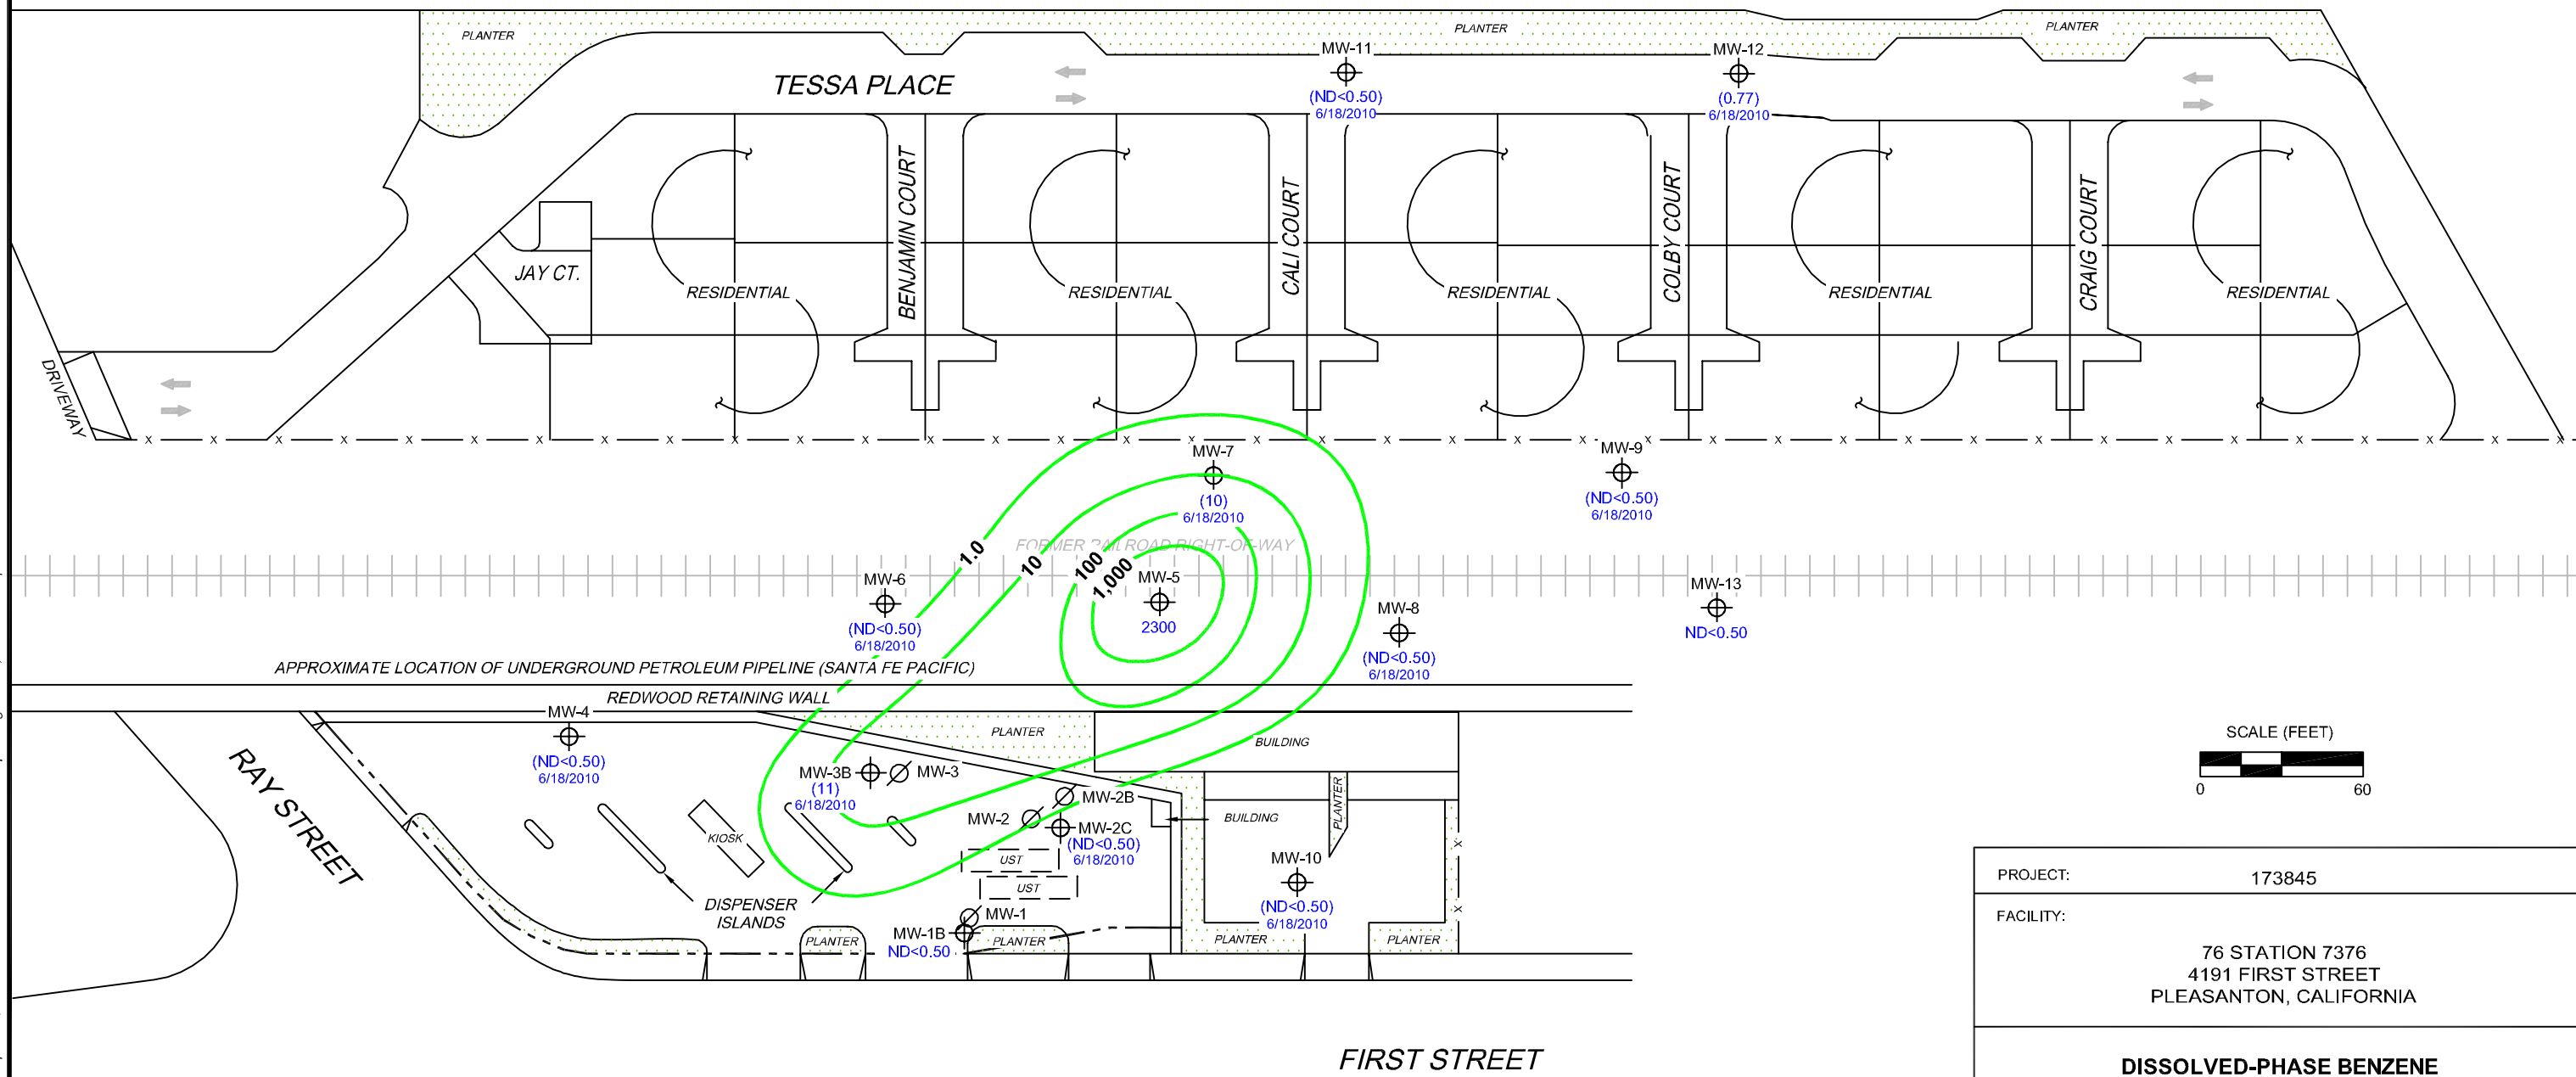 PLANTER
PLANTER
PLANTER
MW-11
MW-12
TESSA PLACE
(ND<0.50)
6/18/2010
(0.77)
6/18/2010
BENJAMIN COURT
CALI COURT
COLBY COURT
CRAIG COURT
JAY CT.
RESIDENTIAL
RESIDENTIAL
RESIDENTIAL
RESIDENTIAL
RESIDENTIAL
DRIVEWAY
MW-7
(10)
6/18/2010
MW-9
(ND<0.50)
6/18/2010
FORMER RAILROAD RIGHT-OF-WAY
1.0
10
100
1,000
MW-6
(ND<0.50)
6/18/2010
MW-5
2300
MW-8
(ND<0.50)
6/18/2010
MW-13
ND<0.50
APPROXIMATE LOCATION OF UNDERGROUND PETROLEUM PIPELINE (SANTA FE PACIFIC)
REDWOOD RETAINING WALL
MW-4
(ND<0.50)
6/18/2010
RAY STREET
PLANTER
BUILDING
SCALE (FEET)
0 60
MW-3B
(11)
6/18/2010
MW-3
MW-2B
MW-2
MW-2C
(ND<0.50)
6/18/2010
BUILDING
PLANTER
KIOSK
UST
UST
MW-10
(ND<0.50)
6/18/2010
DISPENSER
ISLANDS
MW-1
MW-1B
ND<0.50
PLANTER
PLANTER
PLANTER
PLANTER
FIRST STREET
PROJECT: 173845
FACILITY:
76 STATION 7376
4191 FIRST STREET
PLEASANTON, CALIFORNIA
DISSOLVED-PHASE BENZENE